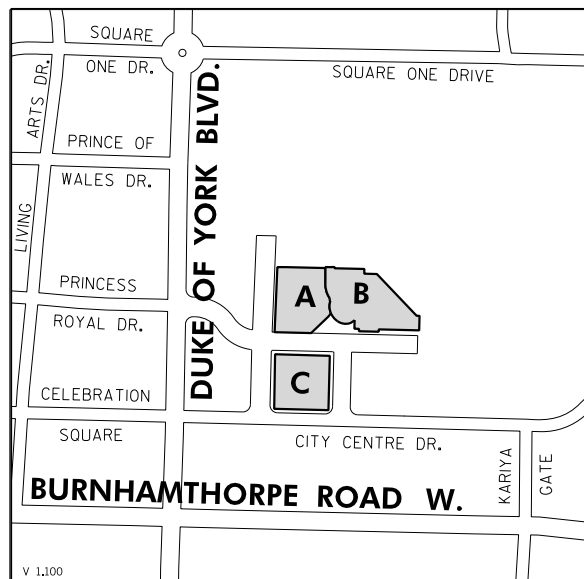 SQUARE
ONE DR.
SQUARE ONE DRIVE
ARTS DR.
LIVING
PRINCE OF
WALES DR.
DUKE OF YORK BLVD.
PRINCESS
ROYAL DR.
A
B
C
CELEBRATION
SQUARE
CITY CENTRE DR.
KARIYA
GATE
BURNHAMTHORPE ROAD W.
V 1.100